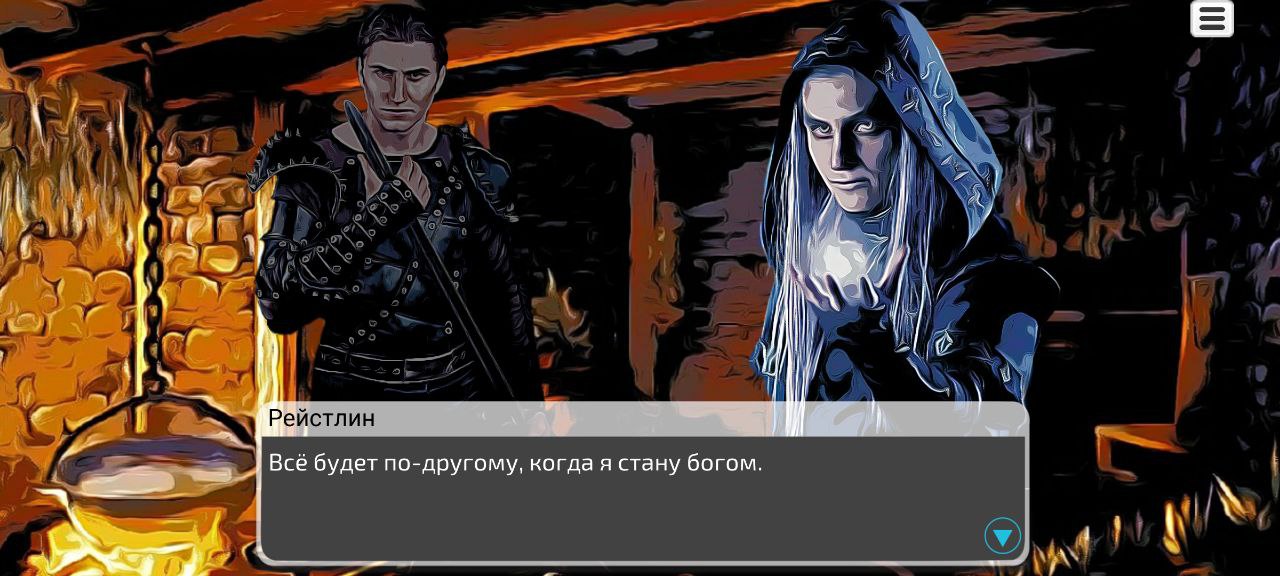 Рейстлин
Всё будет по-другому, когда я стану богом.